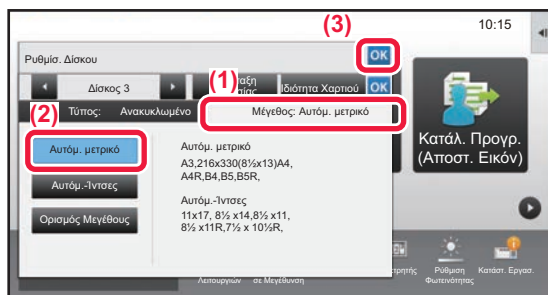 (3)
10:15
Ρυθμίσ. Δίσκου
OK
Δίσκος 3
(1)
Ιδιότητα Χαρτιού
OK
(2)
Τύπος: Ανακυκλωμένο
Μέγεθος: Αυτόμ. μετρικό
Αυτόμ. μετρικό
Αυτόμ.-Ίντσες
Ορισμός Μεγέθους
Αυτόμ. μετρικό
A3,216x330(8½x13)A4,
A4R,B4,B5,B5R,
Αυτόμ.-Ίντσες
11x17, 8½ x14,8½ x11,
8½ x11R,7¼ x 10½R,
Κατάλ. Προγρ.
(Αποστ. Εικόν)
Λειτουργιών
σε Μεγέθυνση
Ρύθμιση
Φωτεινότητας
Κατάστ. Εργασ.